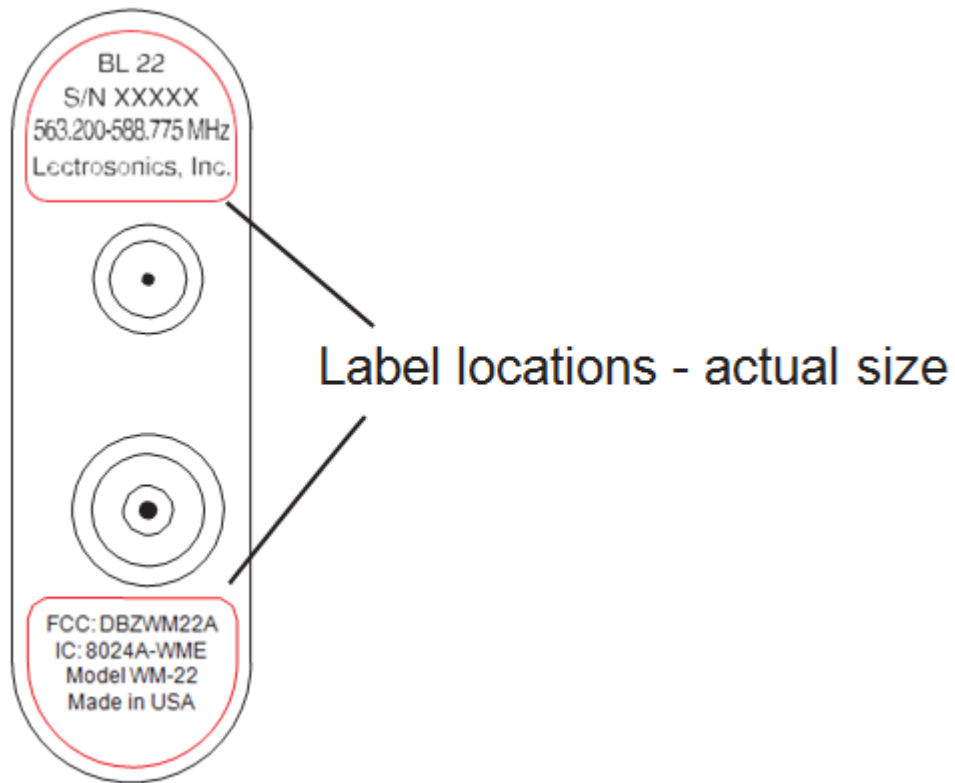 BL 22
S/N XXXXX
563.200-588.775 MHz
Lectrosonics, Inc.
Label locations - actual size
FCC: DBZWM22A
IC: 8024A-WME
Model WM-22
Made in USA